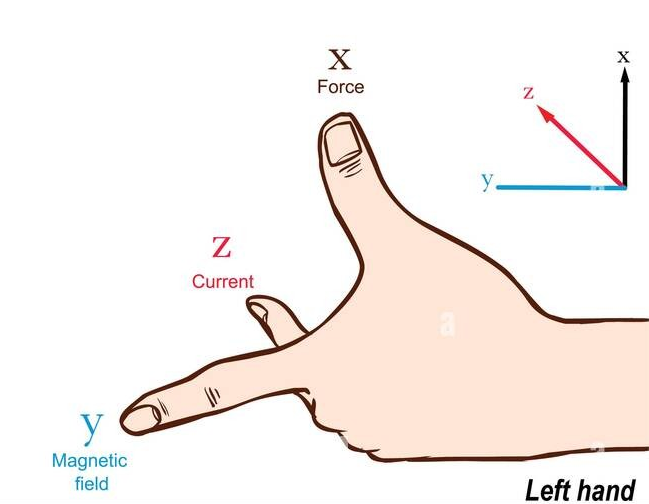 X
Force
x
z
y
z
Current
y
Magnetic
field
a
a
a
Left hand